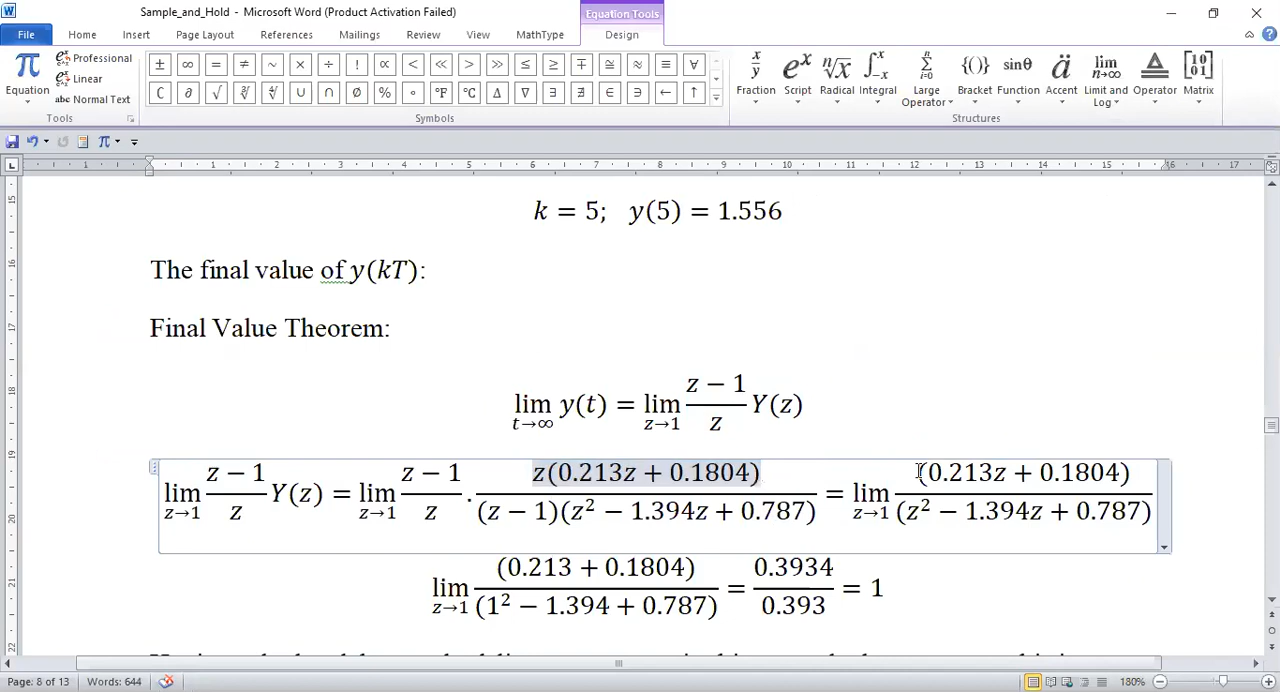 Sample_and_Hold - Microsoft Word (Product Activation Failed)
Equation Tools
File Home Insert Page Layout References Mailings Review View MathType Design
π Equation
Professional
Linear
abc Normal Text
± ∞ = ≠ ~ × ÷ ! ∝ < ≪ > ≫ ≤ ≥ ∓ ≅ ≈ ≡ ∀
∁ ∂ √ ∛ ∜ ∪ ∩ ∅ % ° °F °C ∆ ∇ ∃ ∄ ∈ ∋ ← ↑
Fraction Script Radical Integral Large Operator Bracket Function Accent Limit and Log Operator Matrix
Tools Symbols Structures
k = 5; y(5) = 1.556
The final value of y(kT):
Final Value Theorem:
lim t→∞ y(t) = lim z→1 (z − 1)/z Y(z)
lim z→1 (z − 1)/z Y(z) = lim z→1 (z − 1)/z . z(0.213z + 0.1804)/((z − 1)(z² − 1.394z + 0.787)) = lim z→1 (0.213z + 0.1804)/(z² − 1.394z + 0.787)
lim z→1 (0.213 + 0.1804)/(1² − 1.394 + 0.787) = 0.3934/0.393 = 1
Page: 8 of 13 Words: 644 180%